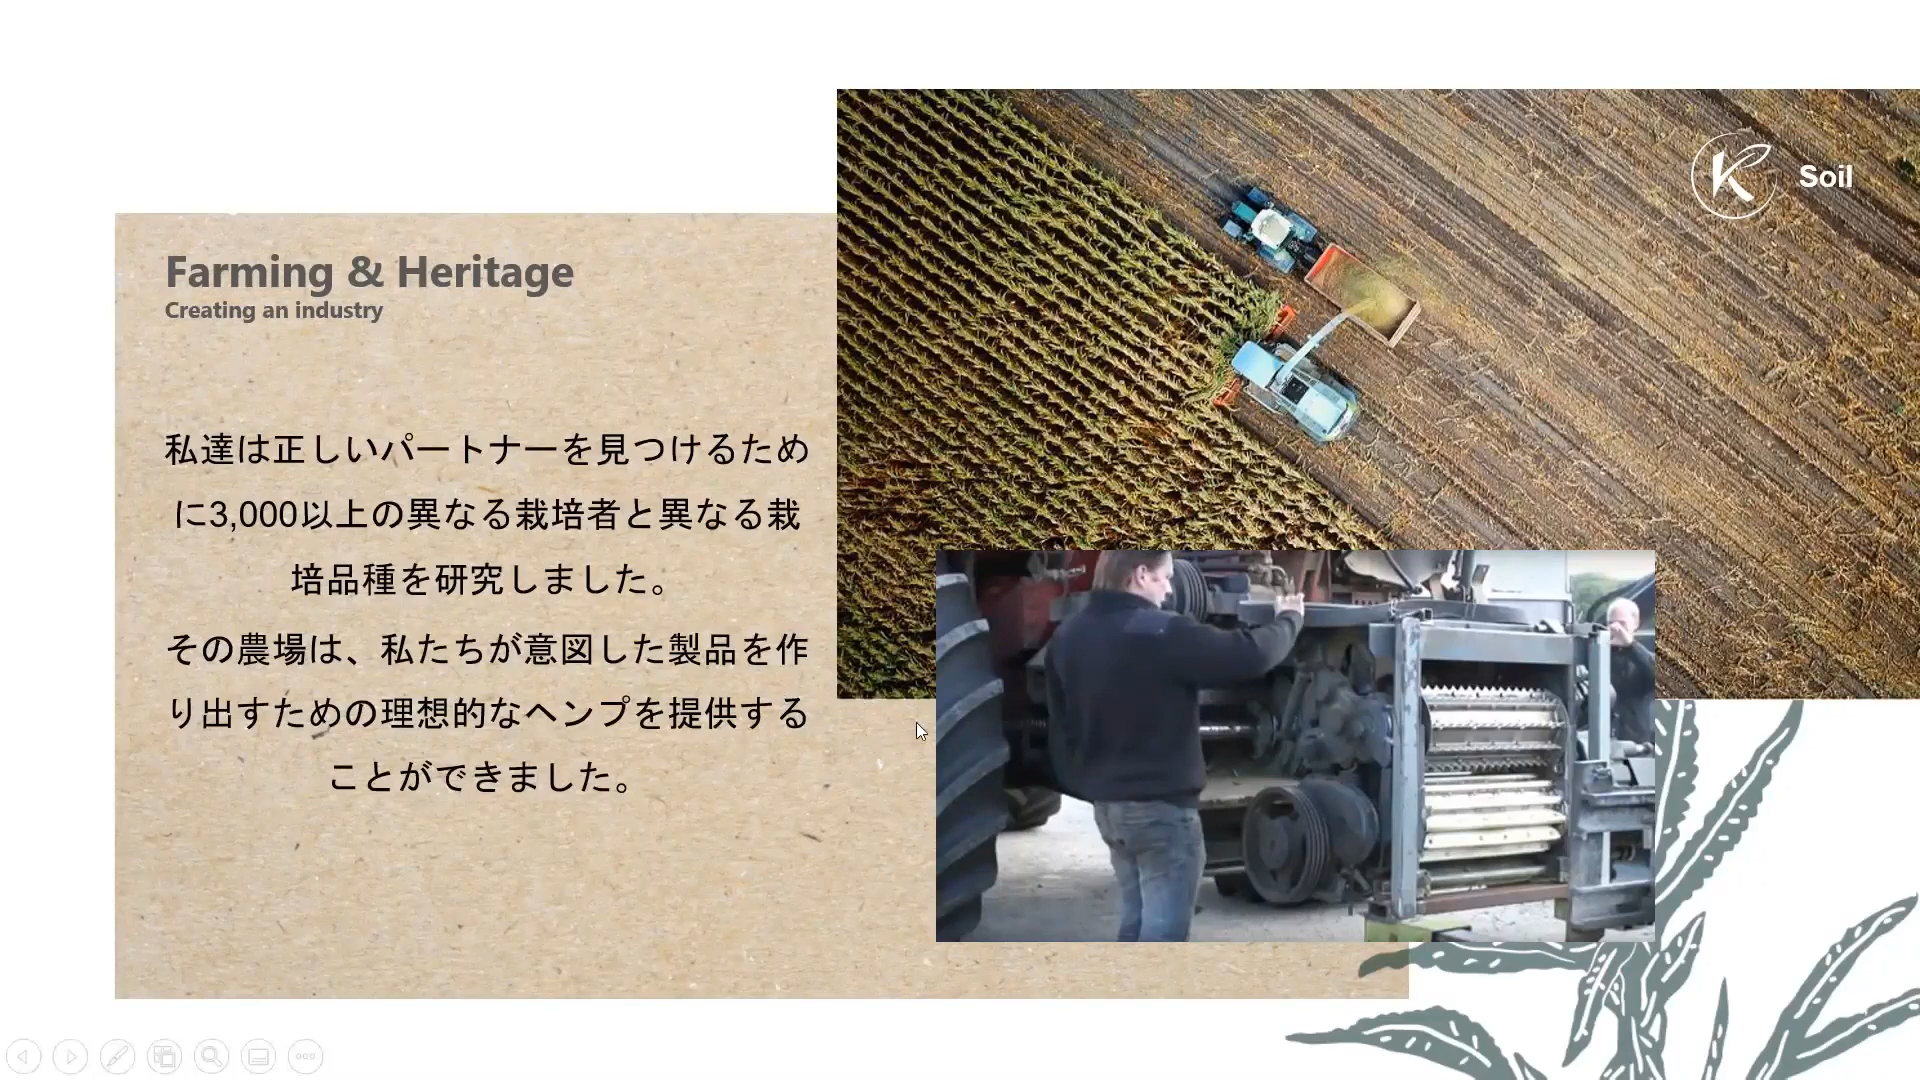 Soil
Farming & Heritage
Creating an industry
私達は正しいパートナーを見つけるため
に3,000以上の異なる栽培者と異なる栽
培品種を研究しました。
その農場は、私たちが意図した製品を作
り出すための理想的なヘンプを提供する
ことができました。